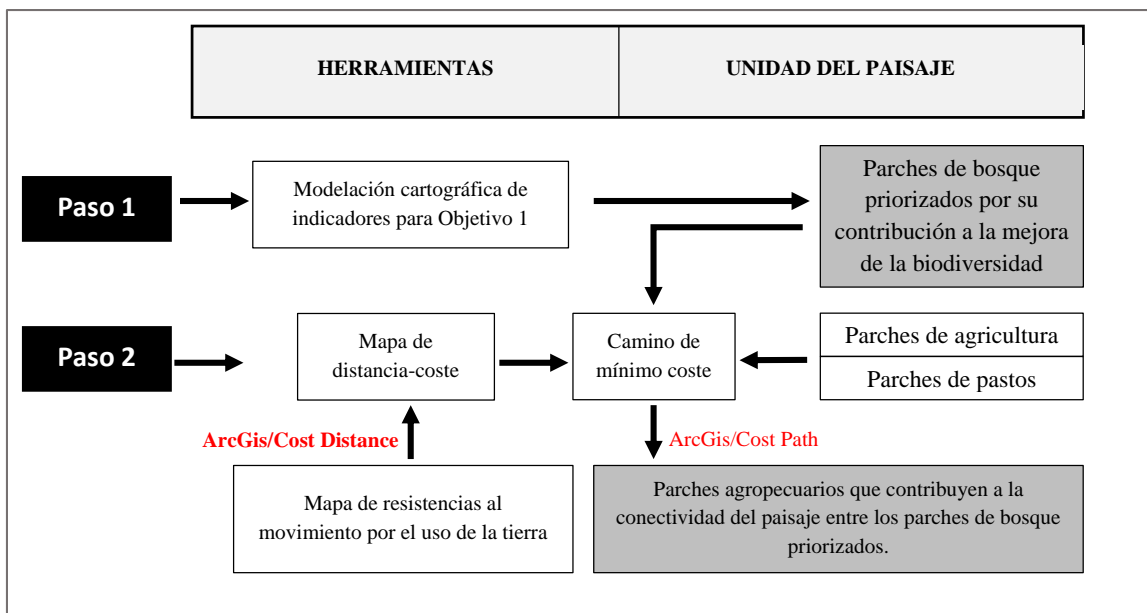 HERRAMIENTAS
UNIDAD DEL PAISAJE
Paso 1
Modelación cartográfica de
indicadores para Objetivo 1
Parches de bosque
priorizados por su
contribución a la mejora
de la biodiversidad
Paso 2
Mapa de
distancia-coste
Camino de
mínimo coste
Parches de agricultura
Parches de pastos
ArcGis/Cost Distance
ArcGis/Cost Path
Mapa de resistencias al
movimiento por el uso de la tierra
Parches agropecuarios que contribuyen a la
conectividad del paisaje entre los parches de bosque
priorizados.